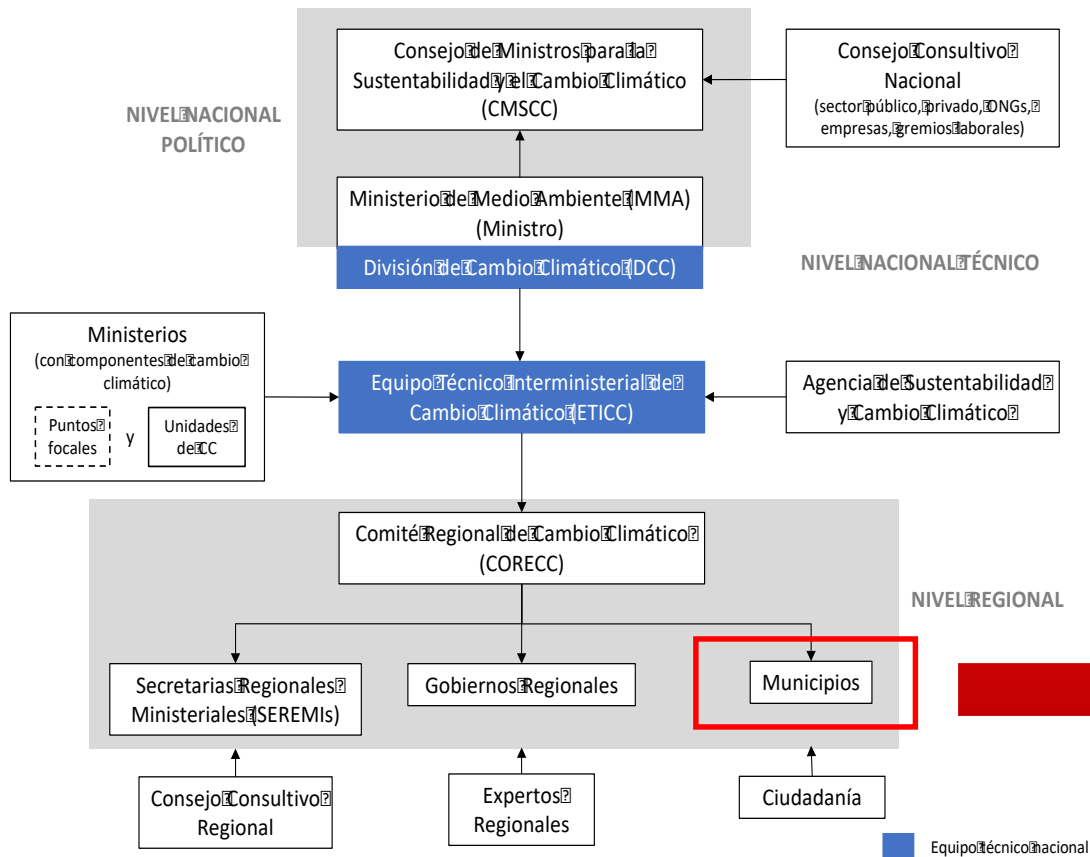 Consejo de Ministros para la
Sustentabilidad y el Cambio Climático
(CMSCC)
Consejo Consultivo
Nacional
(sector público, privado, ONGs,
empresas, gremios laborales)
NIVEL NACIONAL
POLÍTICO
Ministerio de Medio Ambiente (MMA)
(Ministro)
División de Cambio Climático (DCC)
NIVEL NACIONAL TÉCNICO
Ministerios
(con componentes de cambio
climático)
Puntos
focales
y
Unidades
de CC
Equipo Técnico Interministerial de
Cambio Climático (ETICC)
Agencia de Sustentabilidad
y Cambio Climático
Comité Regional de Cambio Climático
(CORECC)
NIVEL REGIONAL
Secretarias Regionales
Ministeriales (SEREMIs)
Gobiernos Regionales
Municipios
Consejo Consultivo
Regional
Expertos
Regionales
Ciudadanía
Equipo técnico nacional